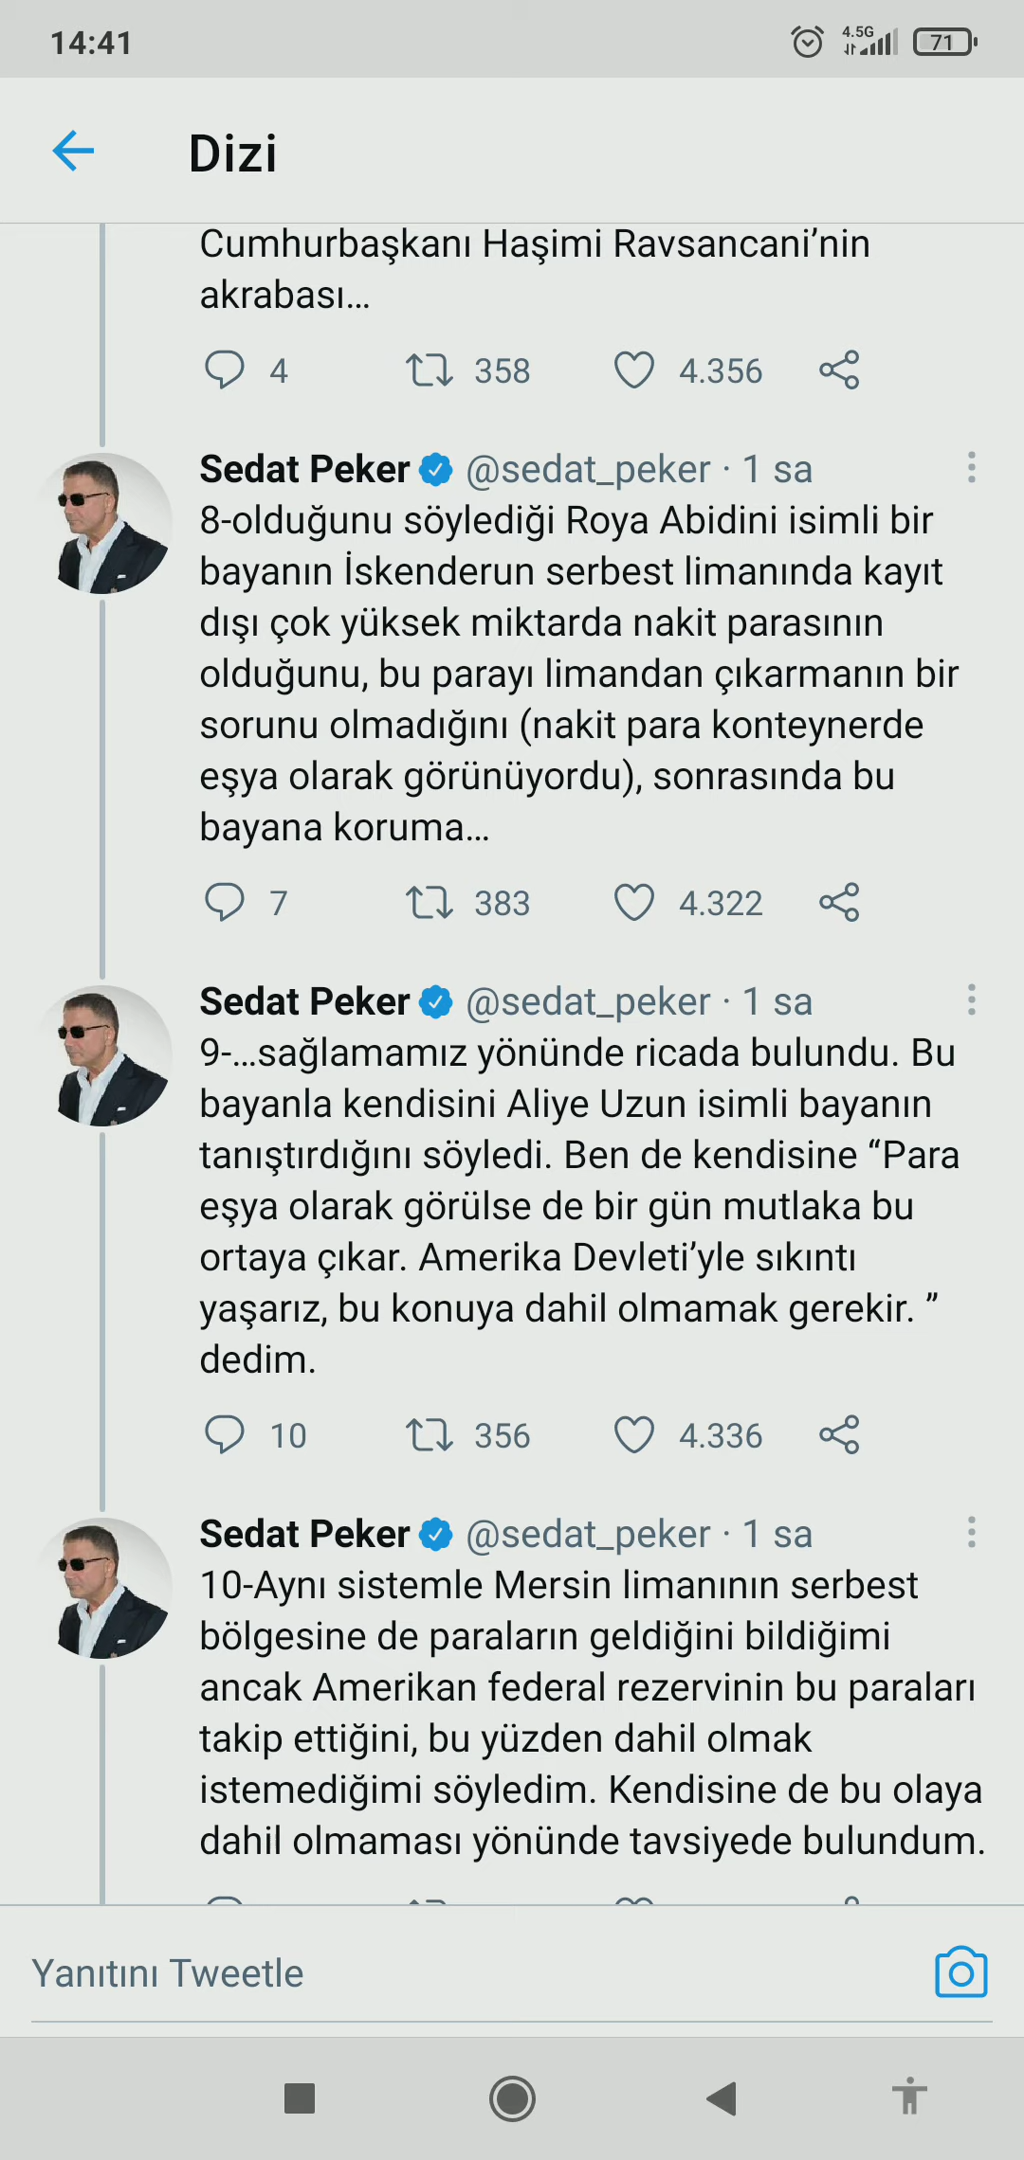 14:41
4.5G
71
Dizi
Cumhurbaşkanı Haşimi Ravsancani’nin
akrabası…
4 358 4.356
Sedat Peker @sedat_peker · 1 sa
8-olduğunu söylediği Roya Abidini isimli bir
bayanın İskenderun serbest limanında kayıt
dışı çok yüksek miktarda nakit parasının
olduğunu, bu parayı limandan çıkarmanın bir
sorunu olmadığını (nakit para konteynerde
eşya olarak görünüyordu), sonrasında bu
bayana koruma…
7 383 4.322
Sedat Peker @sedat_peker · 1 sa
9-…sağlamamız yönünde ricada bulundu. Bu
bayanla kendisini Aliye Uzun isimli bayanın
tanıştırdığını söyledi. Ben de kendisine “Para
eşya olarak görülse de bir gün mutlaka bu
ortaya çıkar. Amerika Devleti’yle sıkıntı
yaşarız, bu konuya dahil olmamak gerekir. ”
dedim.
10 356 4.336
Sedat Peker @sedat_peker · 1 sa
10-Aynı sistemle Mersin limanının serbest
bölgesine de paraların geldiğini bildiğimi
ancak Amerikan federal rezervinin bu paraları
takip ettiğini, bu yüzden dahil olmak
istemediğimi söyledim. Kendisine de bu olaya
dahil olmaması yönünde tavsiyede bulundum.
Yanıtını Tweetle